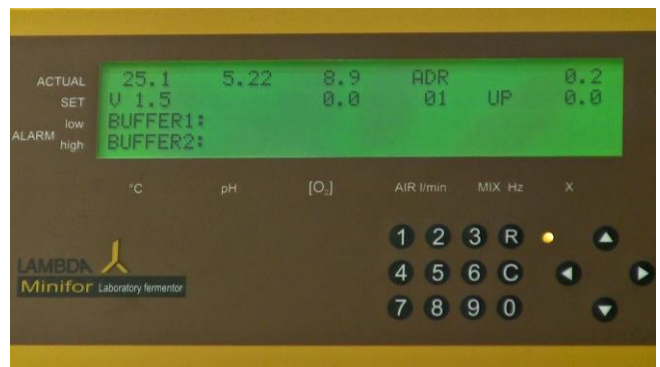 ACTUAL 25.1 5.22 8.9 ADR 0.2
SET V 1.5 0.0 01 UP 0.0
ALARM low BUFFER1:
high BUFFER2:
°C pH [O₂] AIR l/min MIX Hz X
1 2 3 R
4 5 6 C
7 8 9 0
LAMBDA
Minifor Laboratory fermentor